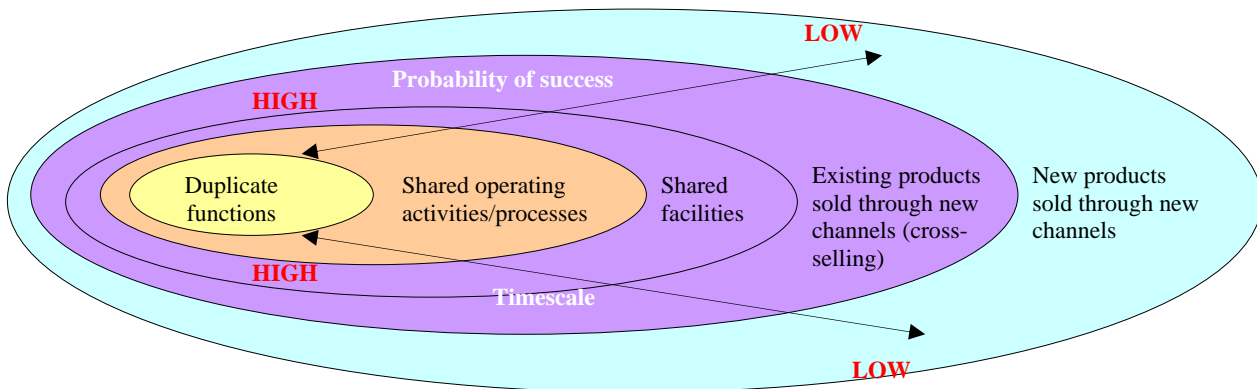 LOW
Probability of success
HIGH
Duplicate
functions
Shared operating
activities/processes
Shared
facilities
Existing products
sold through new
channels (cross-
selling)
New products
sold through new
channels
HIGH
Timescale
LOW